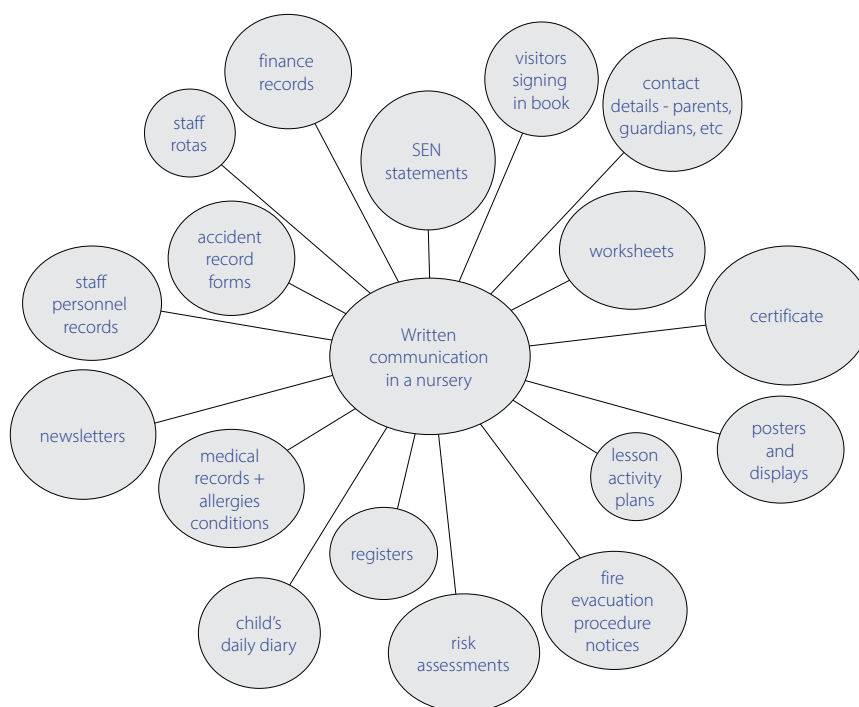 finance
records
visitors
signing
in book
contact
details - parents,
guardians, etc
staff
rotas
SEN
statements
accident
record
forms
worksheets
staff
personnel
records
certificate
Written
communication
in a nursery
newsletters
medical
records +
allergies
conditions
lesson
activity
plans
posters
and
displays
registers
child's
daily diary
risk
assessments
fire
evacuation
procedure
notices